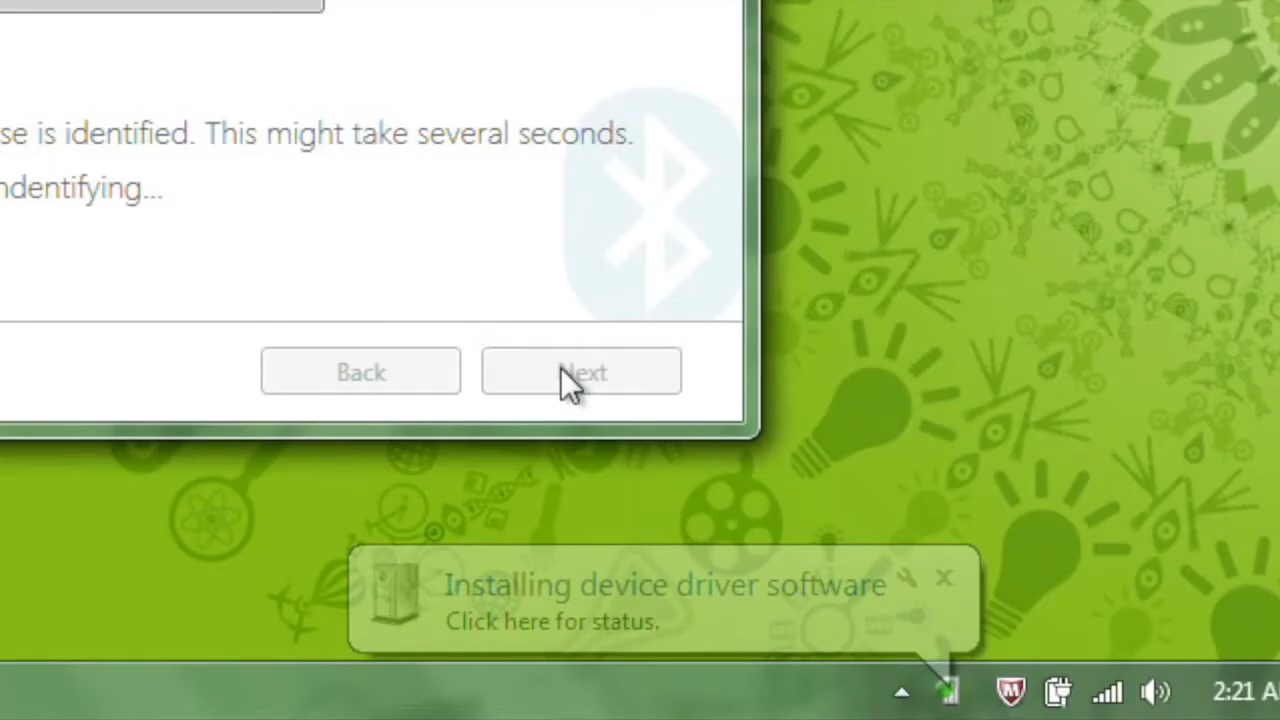 se is identified. This might take several seconds.
ndentifying...
Back
Next
Installing device driver software
Click here for status.
2:21 A